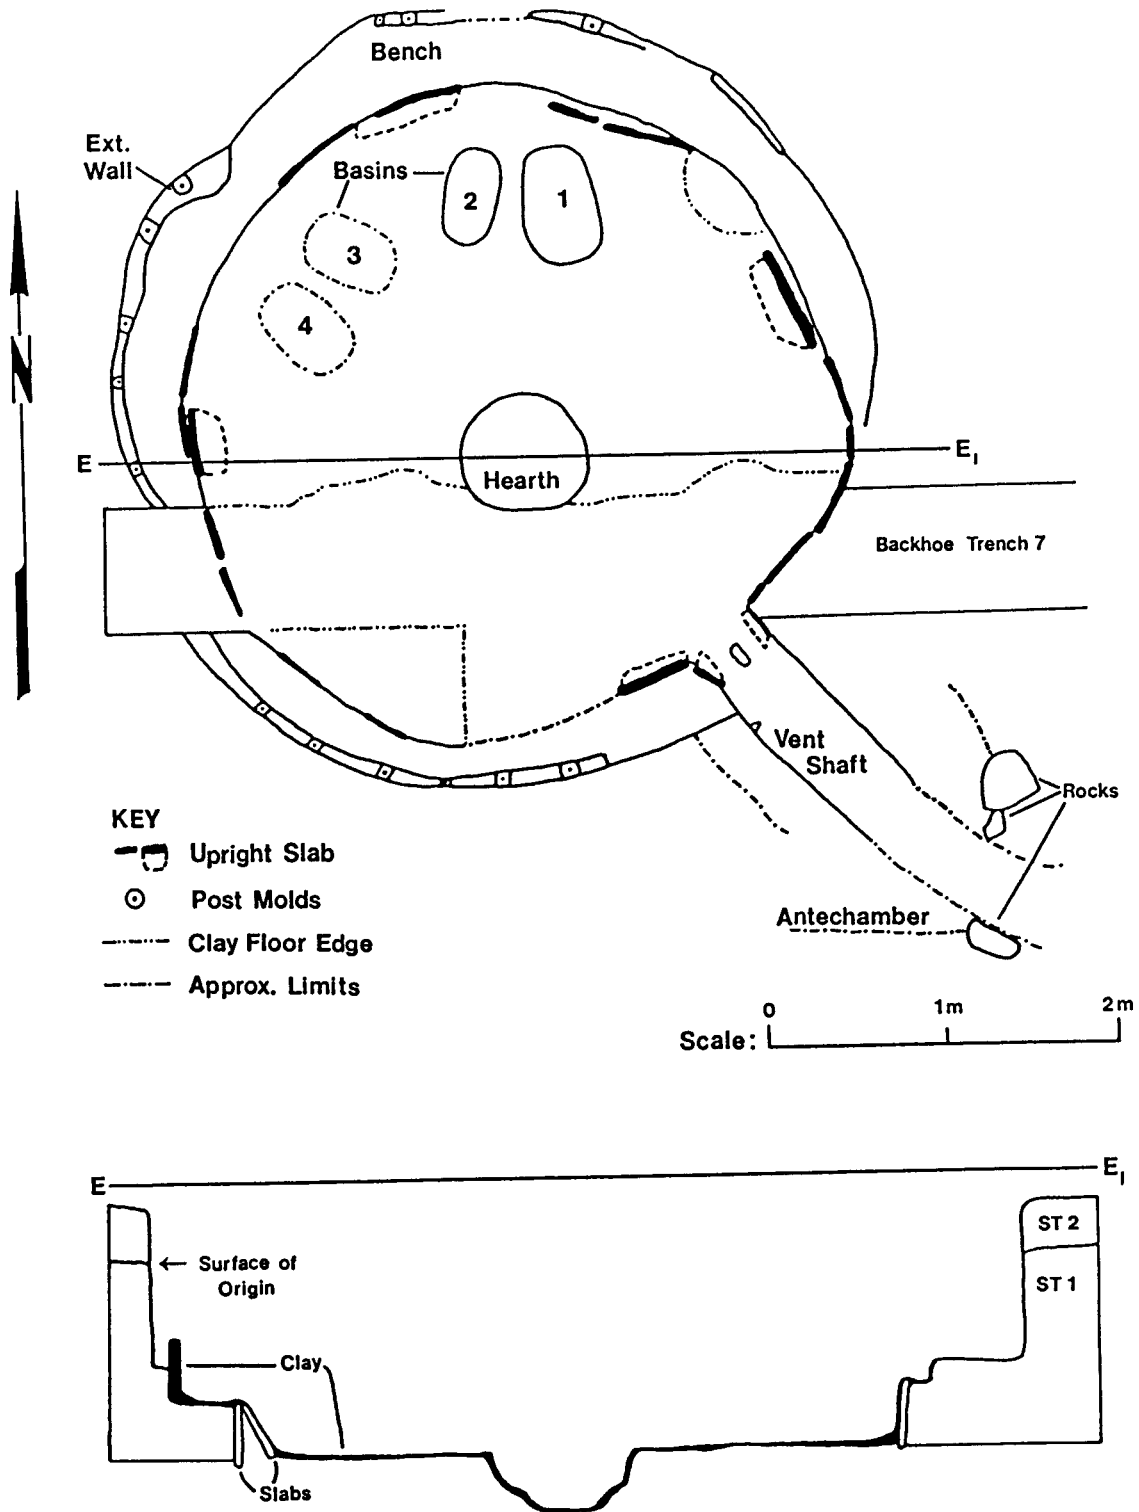 Bench
Ext.
Wall
Basins
2
1
3
4
N
E
E1
Hearth
Backhoe Trench 7
Vent
Shaft
Rocks
KEY
Upright Slab
Post Molds
Antechamber
Clay Floor Edge
Approx. Limits
0
1m
2m
Scale:
E
E1
ST 2
Surface of
Origin
ST 1
Clay
Slabs